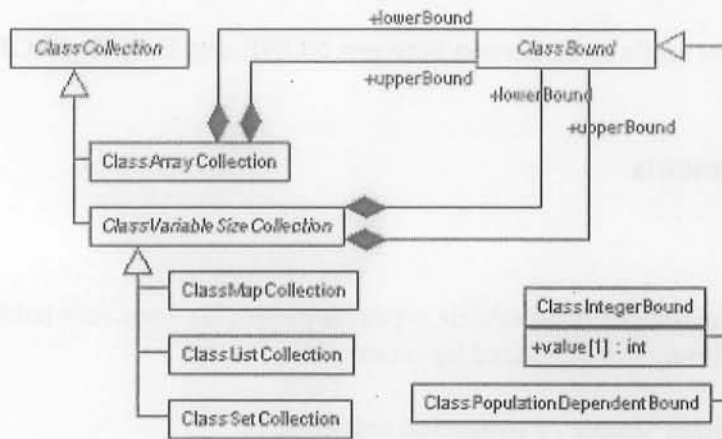 +lowerBound
ClassCollection
ClassBound
+upperBound
+lowerBound
+upperBound
ClassArrayCollection
ClassVariableSizeCollection
ClassMapCollection
ClassIntegerBound
+value[1] : int
ClassListCollection
ClassPopulationDependentBound
ClassSetCollection